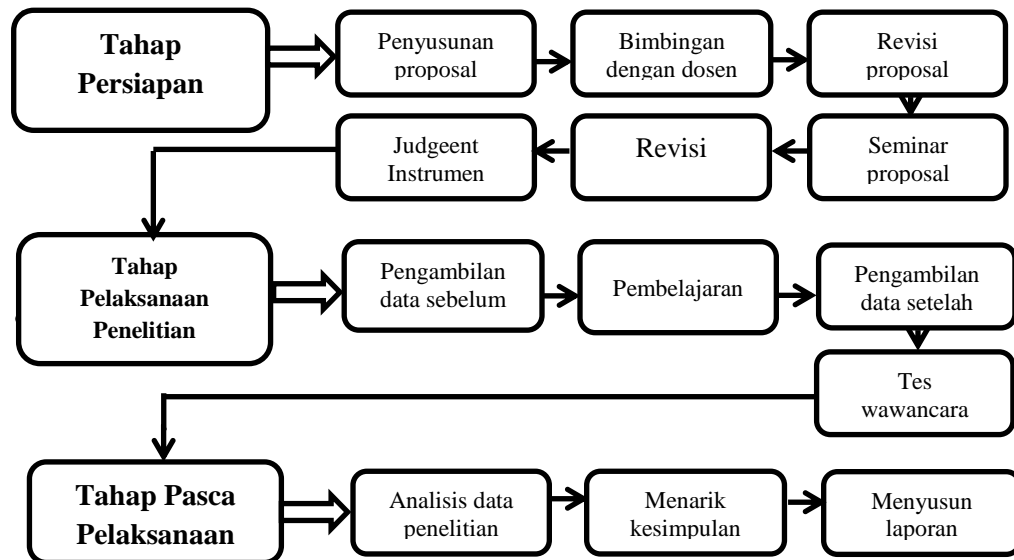 Tahap
Persiapan
Penyusunan
proposal
Bimbingan
dengan dosen
Revisi
proposal
Seminar
proposal
Revisi
Judgeent
Instrumen
Tahap
Pelaksanaan
Penelitian
Pengambilan
data sebelum
Pembelajaran
Pengambilan
data setelah
Tes
wawancara
Tahap Pasca
Pelaksanaan
Analisis data
penelitian
Menarik
kesimpulan
Menyusun
laporan